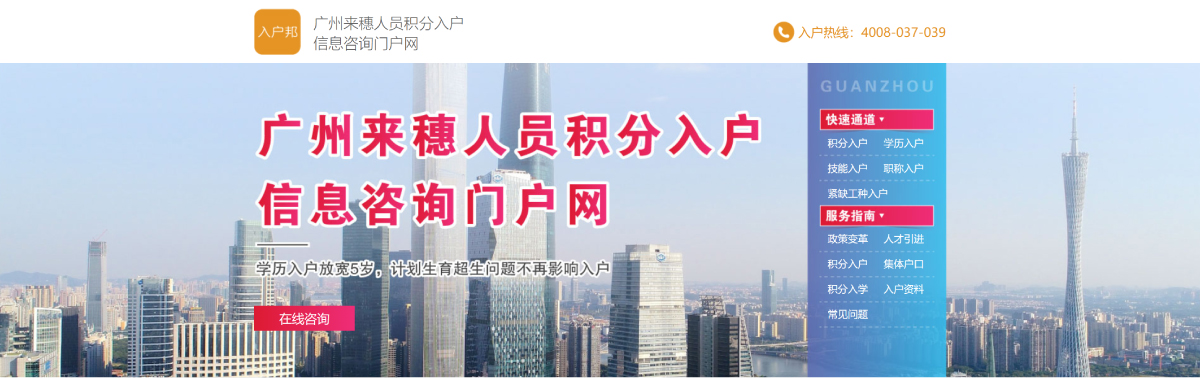 入户邦
广州来穗人员积分入户
信息咨询门户网
入户热线：4008-037-039
广州来穗人员积分入户
信息咨询门户网
学历入户放宽5岁，计划生育超生问题不再影响入户
在线咨询
GUANZHOU
快速通道
积分入户 学历入户
技能入户 职称入户
紧缺工种入户
服务指南
政策变革 人才引进
积分入户 集体户口
积分入学 入户资料
常见问题